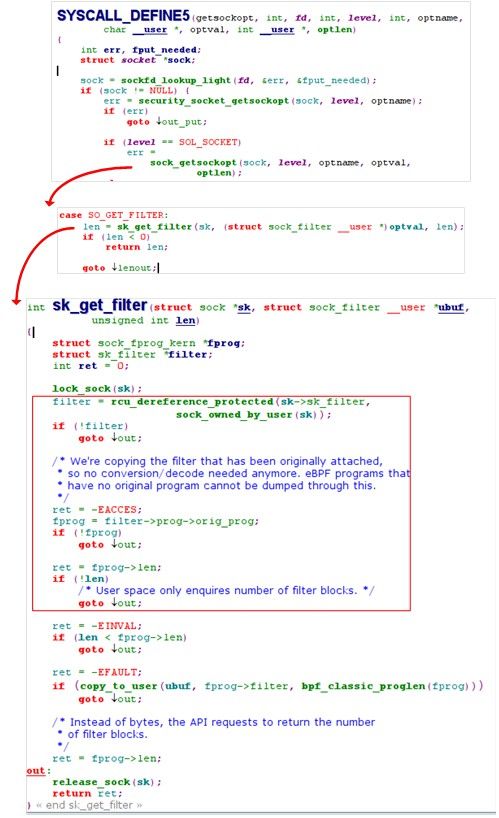 SYSCALL_DEFINE5(getsockopt, int, fd, int, level, int, optname,
char __user *, optval, int __user *, optlen)
{
int err, fput_needed;
struct socket *sock;
sock = sockfd_lookup_light(fd, &err, &fput_needed);
if (sock != NULL) {
err = security_socket_getsockopt(sock, level, optname);
if (err)
goto ↓out_put;
if (level == SOL_SOCKET)
err =
sock_getsockopt(sock, level, optname, optval,
optlen);
case SO_GET_FILTER:
len = sk_get_filter(sk, (struct sock_filter __user *)optval, len);
if (len < 0)
return len;
goto ↓lenout;
int sk_get_filter(struct sock *sk, struct sock_filter __user *ubuf,
unsigned int len)
{
struct sock_fprog_kern *fprog;
struct sk_filter *filter;
int ret = 0;
lock_sock(sk);
filter = rcu_dereference_protected(sk->sk_filter,
sock_owned_by_user(sk));
if (!filter)
goto ↓out;
/* We're copying the filter that has been originally attached,
* so no conversion/decode needed anymore. eBPF programs that
* have no original program cannot be dumped through this.
*/
ret = -EACCES;
fprog = filter->prog->orig_prog;
if (!fprog)
goto ↓out;
ret = fprog->len;
if (!len)
/* User space only enquires number of filter blocks. */
goto ↓out;
ret = -EINVAL;
if (len < fprog->len)
goto ↓out;
ret = -EFAULT;
if (copy_to_user(ubuf, fprog->filter, bpf_classic_proglen(fprog)))
goto ↓out;
/* Instead of bytes, the API requests to return the number
* of filter blocks.
*/
ret = fprog->len;
out:
release_sock(sk);
return ret;
} « end sk_get_filter »